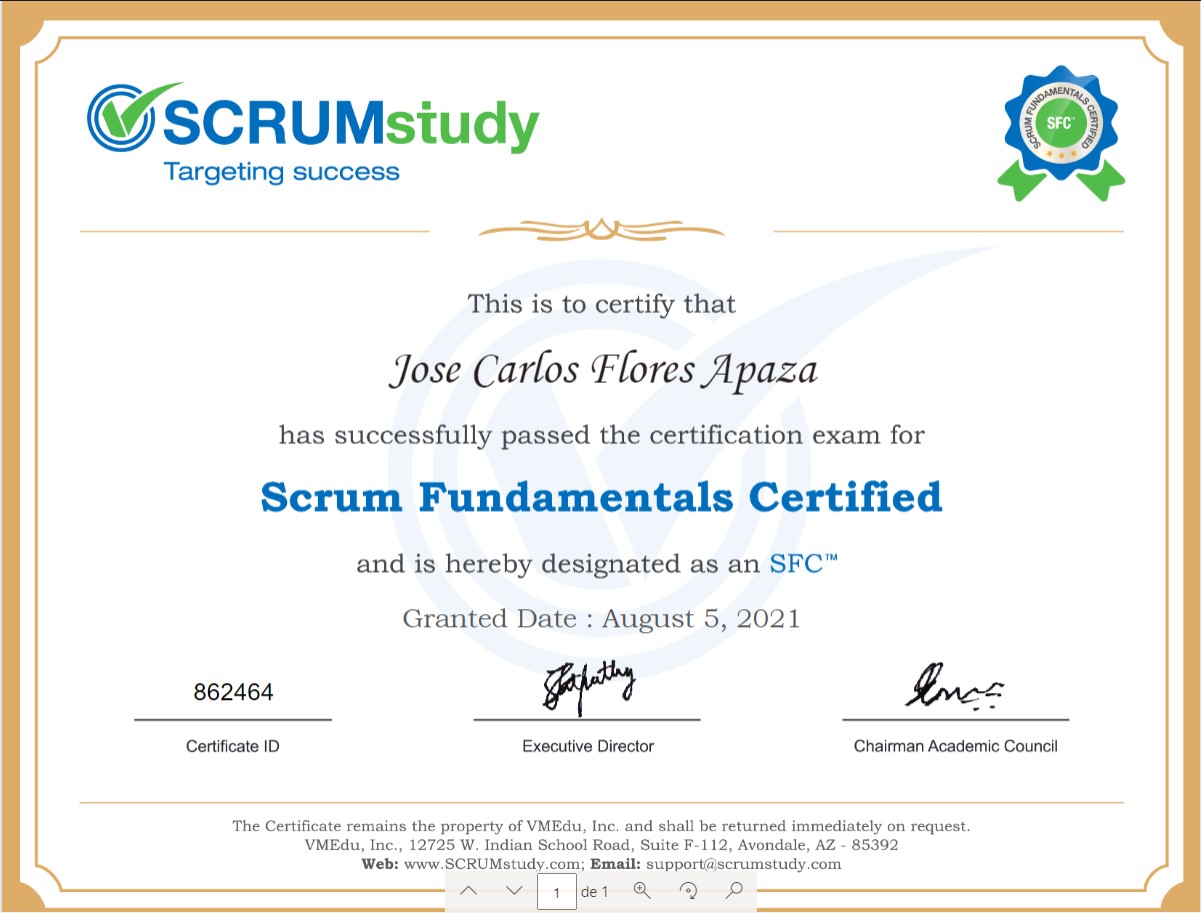 SCRUMstudy
Targeting success
SCRUM FUNDAMENTALS CERTIFIED
SFC™
This is to certify that
Jose Carlos Flores Apaza
has successfully passed the certification exam for
Scrum Fundamentals Certified
and is hereby designated as an SFC™
Granted Date : August 5, 2021
862464
Certificate ID
Executive Director
Chairman Academic Council
The Certificate remains the property of VMEdu, Inc. and shall be returned immediately on request.
VMEdu, Inc., 12725 W. Indian School Road, Suite F-112, Avondale, AZ - 85392
Web: www.SCRUMstudy.com; Email: support@scrumstudy.com
1 de 1